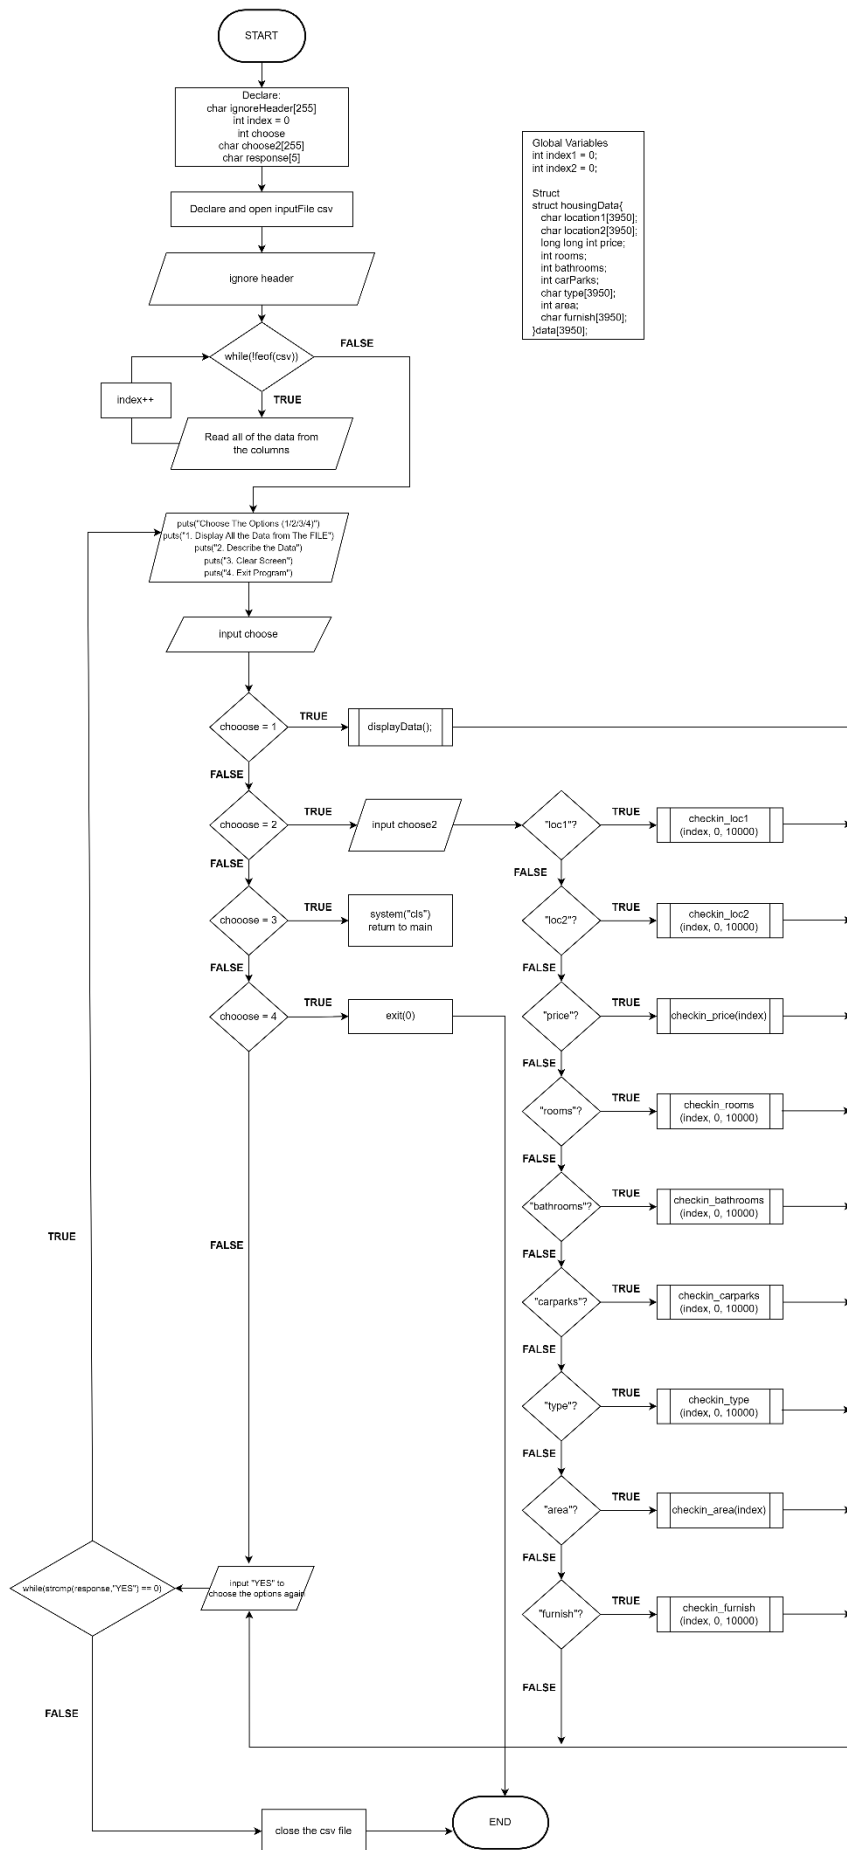 START
Declare:
char ignoreHeader[255]
int index = 0
int choose
char choose2[255]
char response[5]
Global Variables
int index1 = 0;
int index2 = 0;
Struct
struct housingData{
char location1[3950];
char location2[3950];
long long int price;
int rooms;
int bathrooms;
int carParks;
char type[3950];
int area;
char furnish[3950];
}data[3950];
Declare and open inputFile csv
ignore header
while(!feof(csv))
FALSE
TRUE
index++
Read all of the data from
the columns
puts("Choose The Options (1/2/3/4)")
puts("1. Display All the Data from The FILE")
puts("2. Describe the Data")
puts("3. Clear Screen")
puts("4. Exit Program")
input choose
chooose = 1
TRUE
displayData();
FALSE
chooose = 2
TRUE
input choose2
"loc1"?
TRUE
checkin_loc1
(index, 0, 10000)
FALSE
FALSE
chooose = 3
TRUE
system("cls")
return to main
"loc2"?
TRUE
checkin_loc2
(index, 0, 10000)
FALSE
FALSE
chooose = 4
TRUE
exit(0)
"price"?
TRUE
checkin_price(index)
FALSE
"rooms"?
TRUE
checkin_rooms
(index, 0, 10000)
FALSE
"bathrooms"?
TRUE
checkin_bathrooms
(index, 0, 10000)
TRUE
FALSE
FALSE
"carparks"?
TRUE
checkin_carparks
(index, 0, 10000)
FALSE
"type"?
TRUE
checkin_type
(index, 0, 10000)
FALSE
"area"?
TRUE
checkin_area(index)
FALSE
while(stromp(response,"YES") == 0)
input "YES" to
choose the options again
"furnish"?
TRUE
checkin_furnish
(index, 0, 10000)
FALSE
FALSE
close the csv file
END